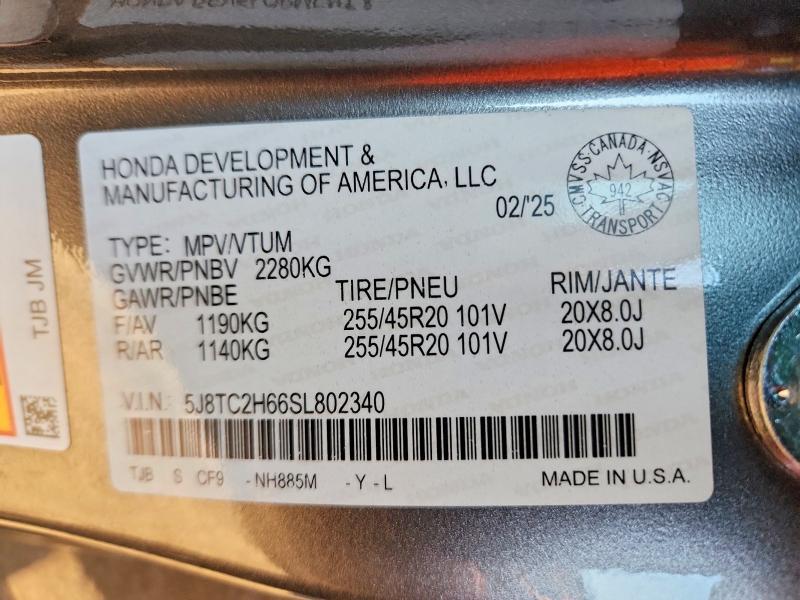 HONDA DEVELOPMENT &
MANUFACTURING OF AMERICA, LLC
02/'25
CMVSS CANADA NSVAC
942
TRANSPORT
TYPE: MPV/VTUM
GVWR/PNBV 2280KG
GAWR/PNBE TIRE/PNEU RIM/JANTE
F/AV 1190KG 255/45R20 101V 20X8.0J
R/AR 1140KG 255/45R20 101V 20X8.0J
V.I.N.: 5J8TC2H66SL802340
TJB S CF9 -NH885M -Y-L MADE IN U.S.A.
TJB JM